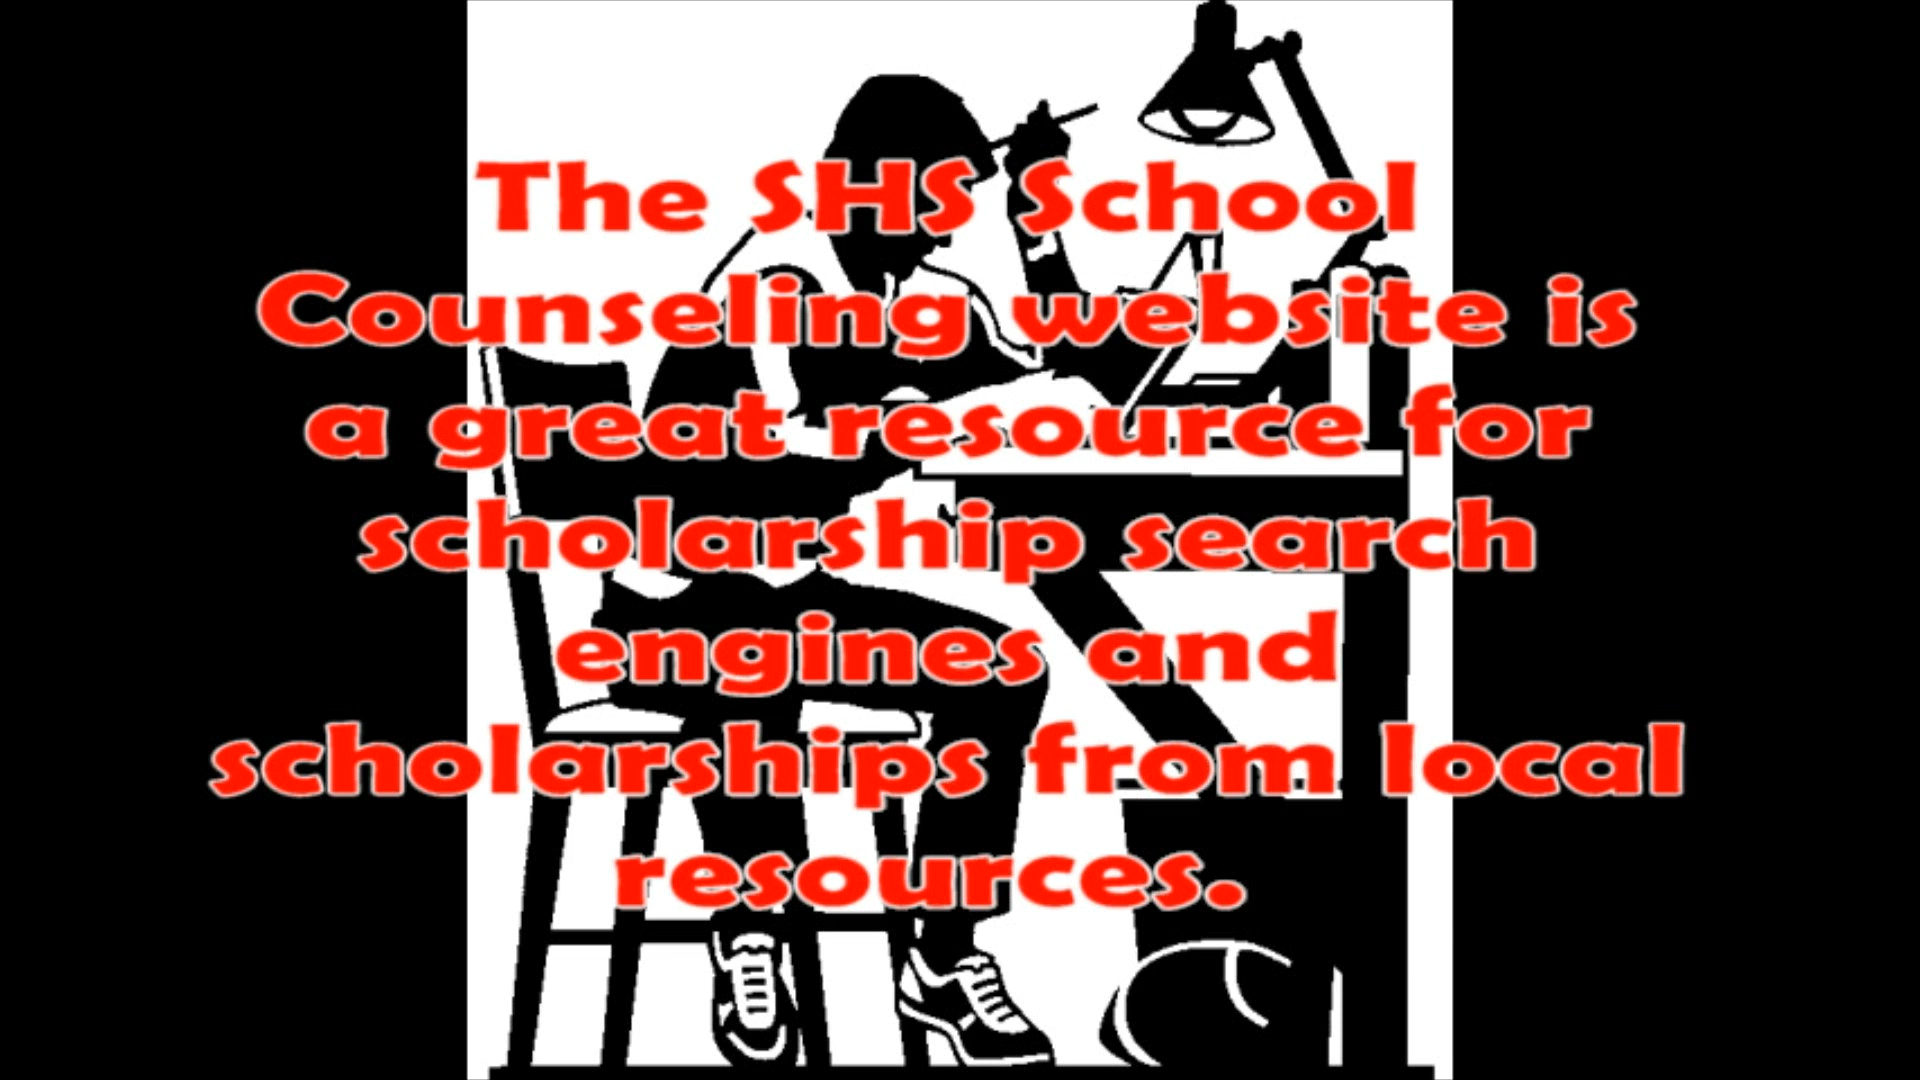 The SHS School
Counseling website is
a great resource for
scholarship search
engines and
scholarships from local
resources.